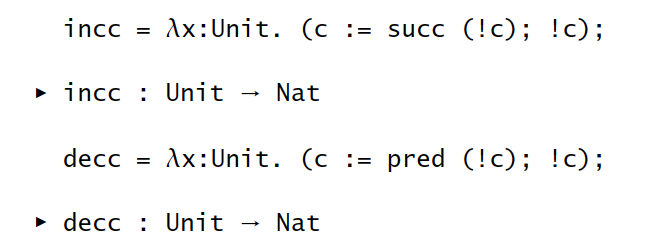 incc = λx:Unit. (c := succ (!c); !c);
▸ incc : Unit → Nat
decc = λx:Unit. (c := pred (!c); !c);
▸ decc : Unit → Nat